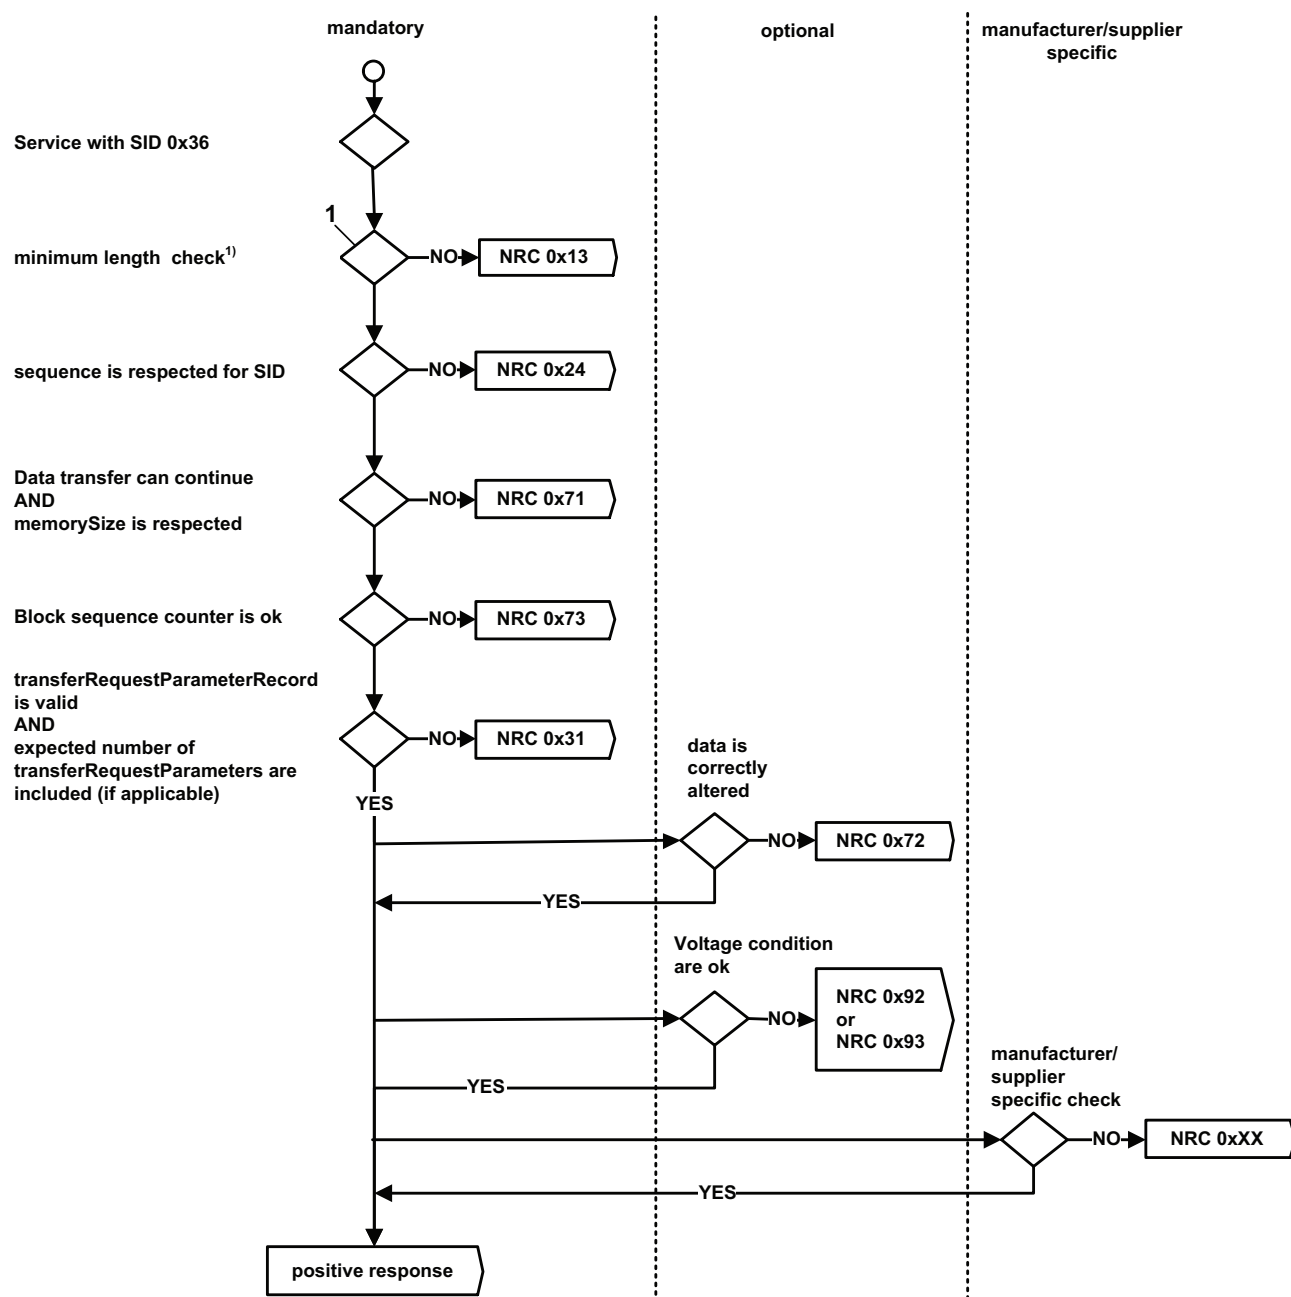 mandatory
optional
manufacturer/supplier
specific
Service with SID 0x36
1
minimum length check1)
NO
NRC 0x13
sequence is respected for SID
NO
NRC 0x24
Data transfer can continue
AND
memorySize is respected
NO
NRC 0x71
Block sequence counter is ok
NO
NRC 0x73
transferRequestParameterRecord
is valid
AND
expected number of
transferRequestParameters are
included (if applicable)
NO
NRC 0x31
YES
data is
correctly
altered
NO
NRC 0x72
YES
Voltage condition
are ok
NO
NRC 0x92
or
NRC 0x93
YES
manufacturer/
supplier
specific check
NO
NRC 0xXX
YES
positive response